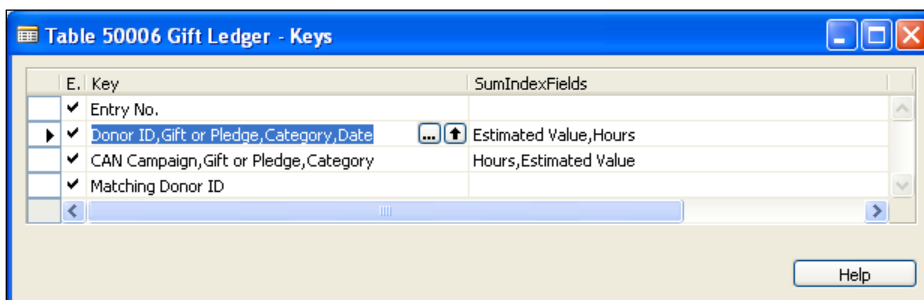 Table 50006 Gift Ledger - Keys
E. Key SumIndexFields
Entry No.
Donor ID,Gift or Pledge,Category,Date ... Estimated Value,Hours
CAN Campaign,Gift or Pledge,Category Hours,Estimated Value
Matching Donor ID
Help